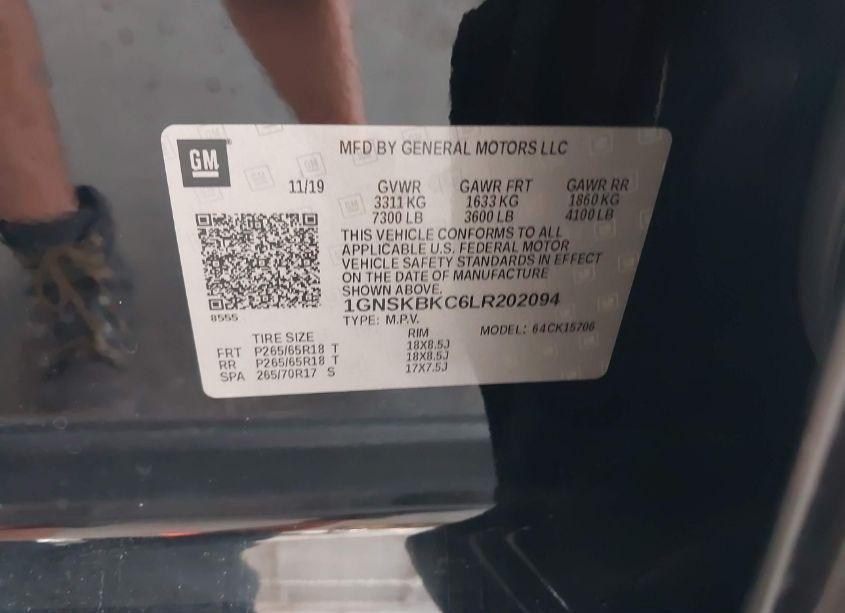 GM
MFD BY GENERAL MOTORS LLC
11/19 GVWR GAWR FRT GAWR RR
3311 KG 1633 KG 1860 KG
7300 LB 3600 LB 4100 LB
THIS VEHICLE CONFORMS TO ALL
APPLICABLE U.S. FEDERAL MOTOR
VEHICLE SAFETY STANDARDS IN EFFECT
ON THE DATE OF MANUFACTURE
SHOWN ABOVE.
1GNSKBKC6LR202094
8555
TYPE: M.P.V. MODEL: 64CK15706
TIRE SIZE RIM
FRT P265/65R18 T 18X8.5J
RR P265/65R18 T 18X8.5J
SPA 265/70R17 S 17X7.5J